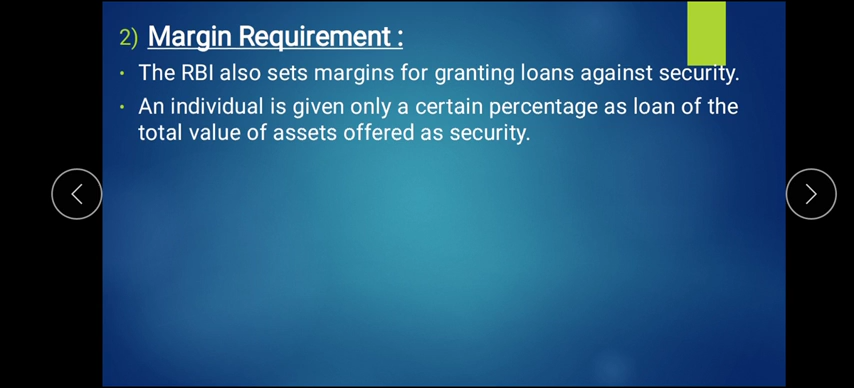 2) Margin Requirement :
• The RBI also sets margins for granting loans against security.
• An individual is given only a certain percentage as loan of the
total value of assets offered as security.